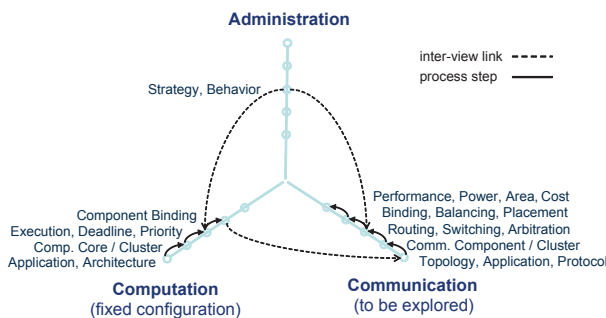 Administration
inter-view link
process step
Strategy, Behavior
Component Binding
Execution, Deadline, Priority
Comp. Core / Cluster
Application, Architecture
Performance, Power, Area, Cost
Binding, Balancing, Placement
Routing, Switching, Arbitration
Comm. Component / Cluster
Topology, Application, Protocol
Computation
(fixed configuration)
Communication
(to be explored)